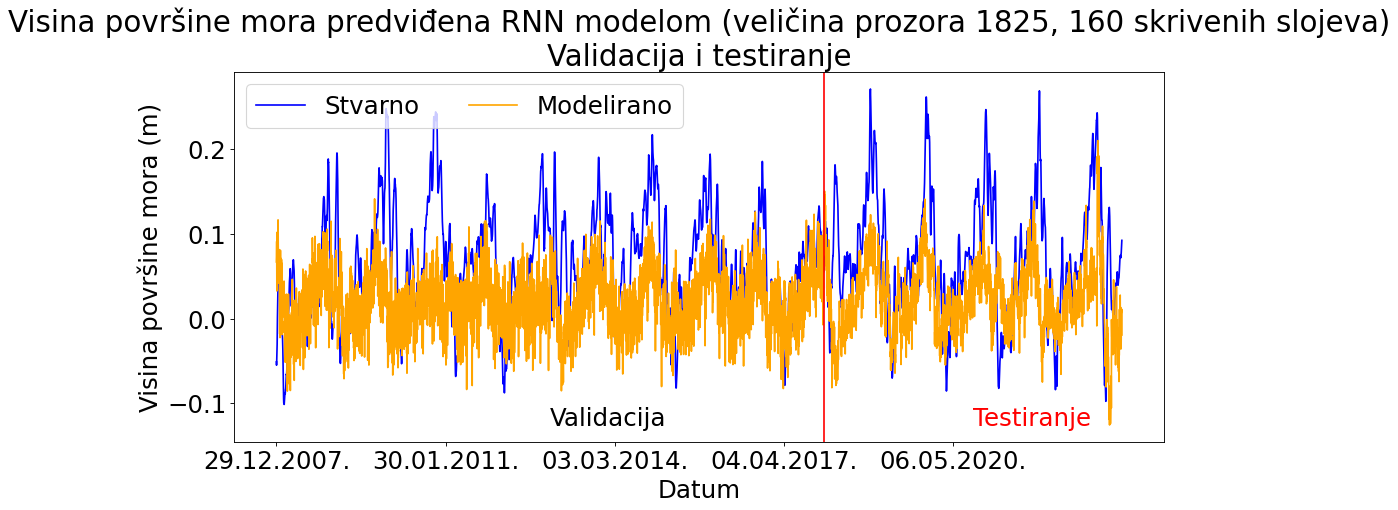 Visina površine mora predviđena RNN modelom (veličina prozora 1825, 160 skrivenih slojeva)
Validacija i testiranje
Stvarno
Modelirano
Visina površine mora (m)
0.2
0.1
0.0
−0.1
Validacija
Testiranje
29.12.2007.
30.01.2011.
03.03.2014.
04.04.2017.
06.05.2020.
Datum